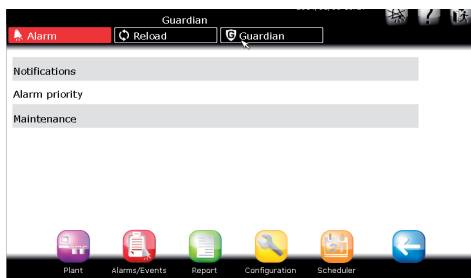 Guardian
Alarm
Reload
Guardian
Notifications
Alarm priority
Maintenance
Plant
Alarms/Events
Report
Configuration
Scheduler